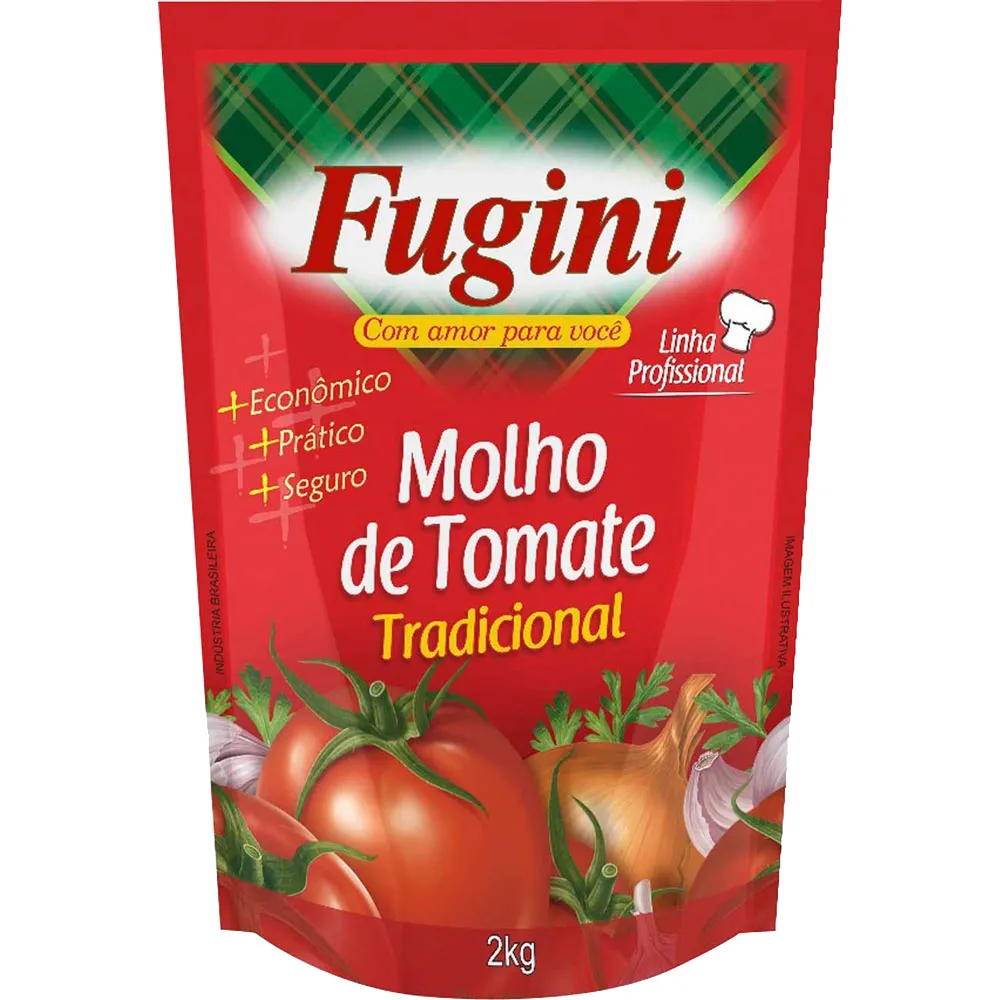 Fugini
Com amor para você
Linha
Profissional
+Econômico
+Prático
+Seguro
Molho
de Tomate
Tradicional
INDÚSTRIA BRASILEIRA
IMAGEM ILUSTRATIVA
2kg